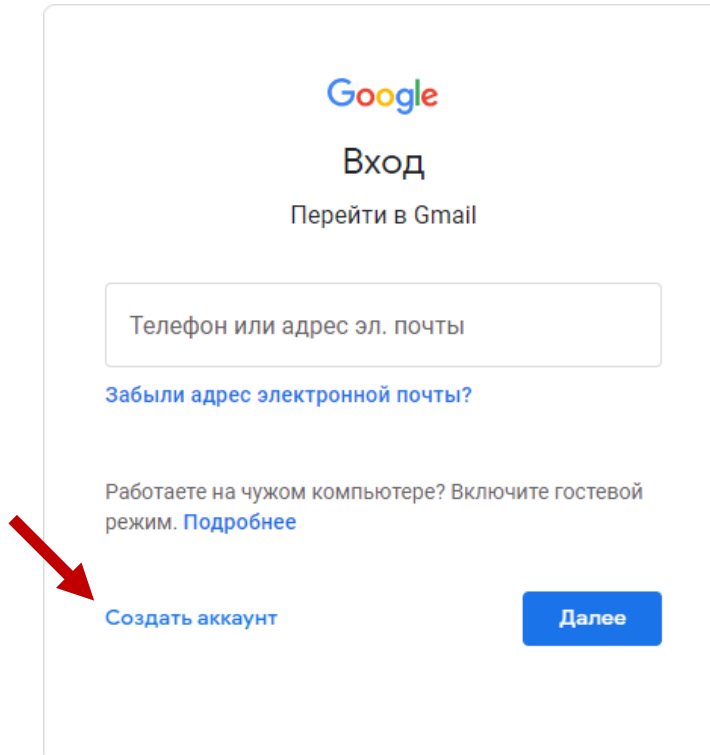 Google
Вход
Перейти в Gmail
Телефон или адрес эл. почты
Забыли адрес электронной почты?
Работаете на чужом компьютере? Включите гостевой
режим. Подробнее
Создать аккаунт
Далее